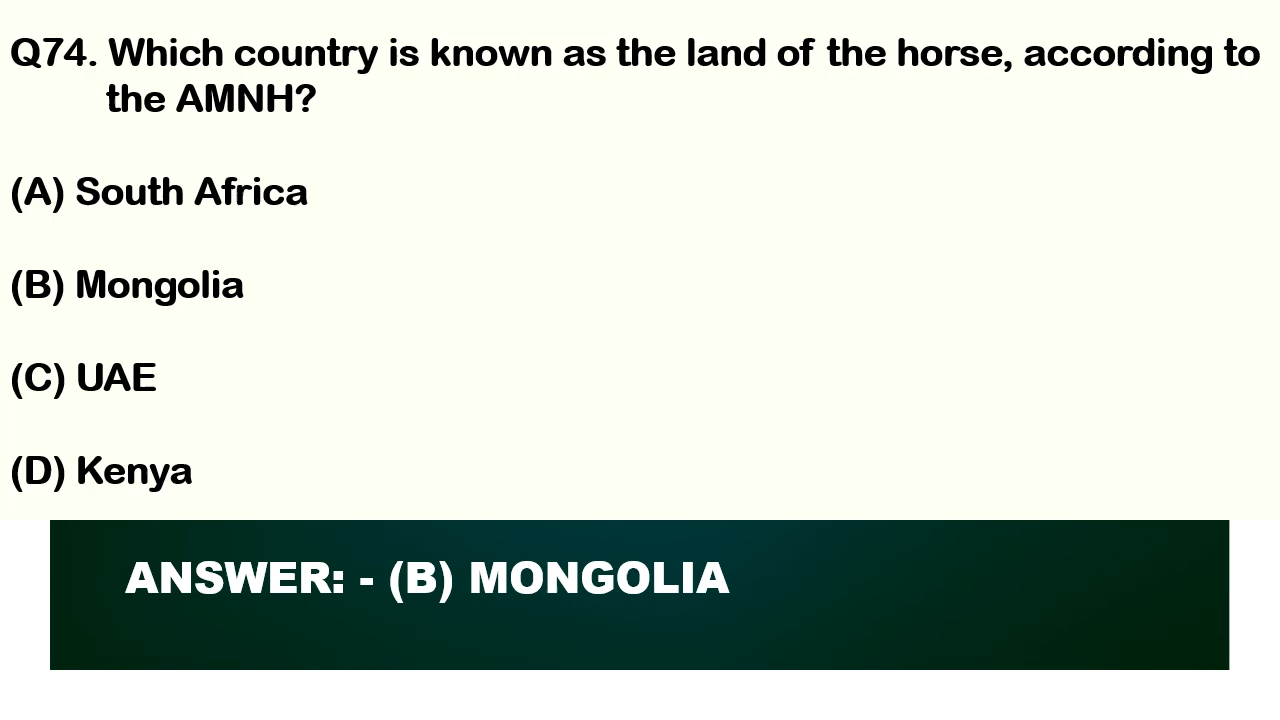 Q74. Which country is known as the land of the horse, according to
the AMNH?
(A) South Africa
(B) Mongolia
(C) UAE
(D) Kenya
ANSWER: - (B) MONGOLIA